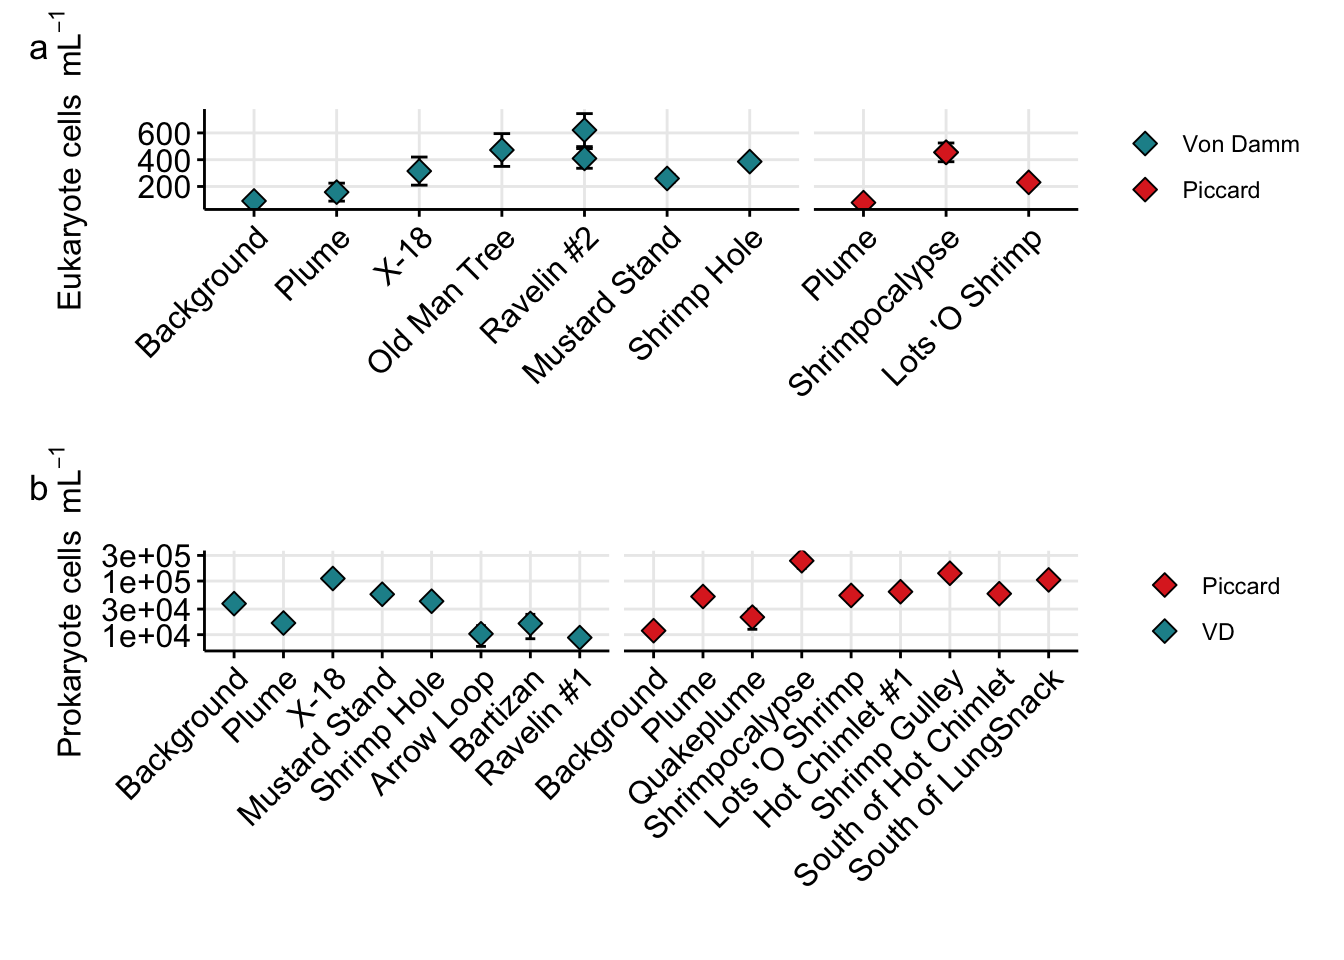 a
Eukaryote cells mL⁻¹
600
400
200
Background
Plume
X-18
Old Man Tree
Ravelin #2
Mustard Stand
Shrimp Hole
Plume
Shrimpocalypse
Lots 'O Shrimp
Von Damm
Piccard
b
Prokaryote cells mL⁻¹
3e+05
1e+05
3e+04
1e+04
Background
Plume
X-18
Mustard Stand
Shrimp Hole
Arrow Loop
Bartizan
Ravelin #1
Background
Plume
Quakeplume
Shrimpocalypse
Lots 'O Shrimp
Hot Chimlet #1
Shrimp Gulley
South of Hot Chimlet
South of LungSnack
Piccard
VD